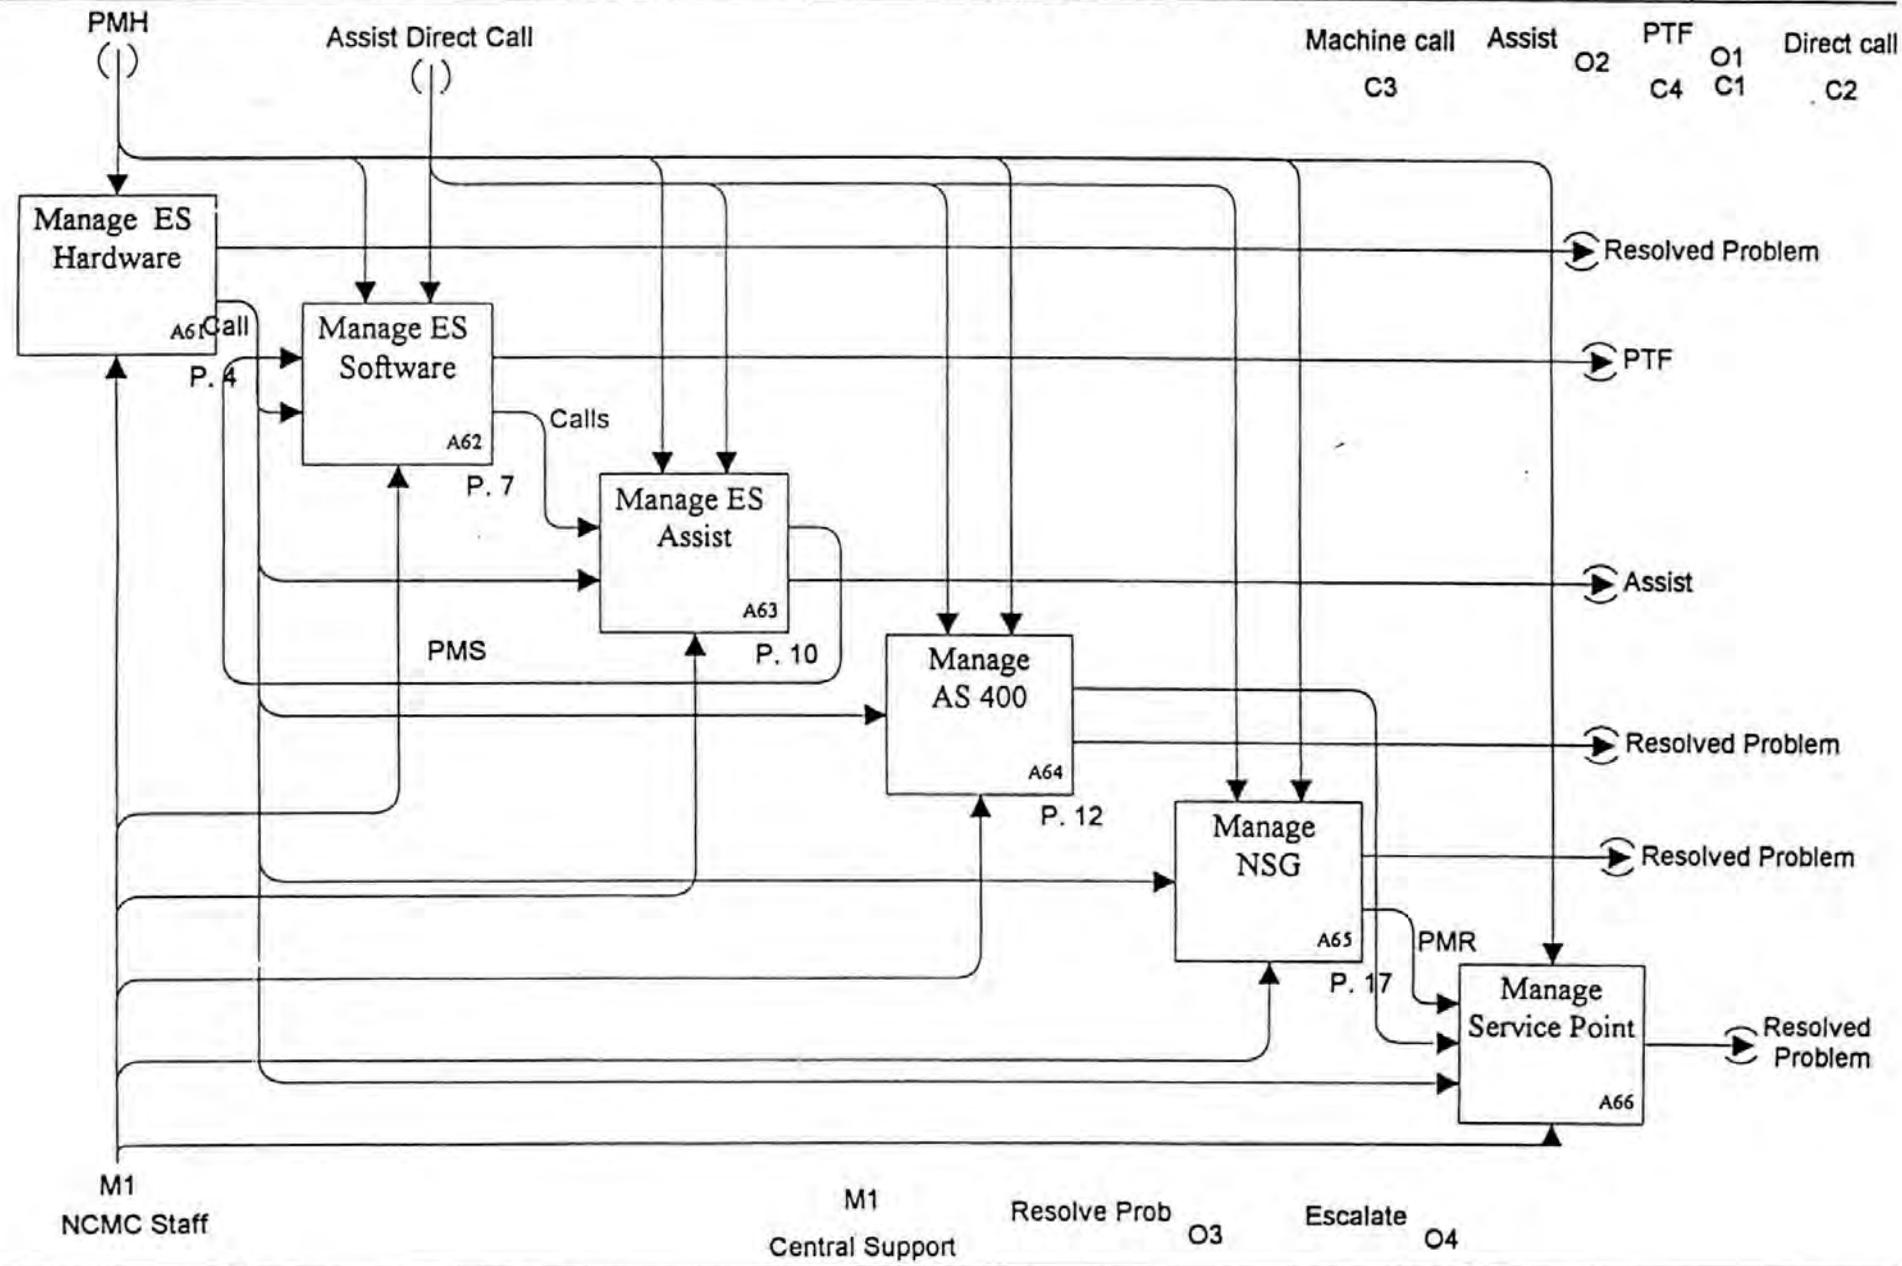 PMH
Assist Direct Call
Machine call
C3
Assist
O2
PTF
C4
O1
C1
Direct call
C2
Manage ES
Hardware
A61
Call
P. 4
Resolved Problem
Manage ES
Software
A62
P. 7
Calls
PTF
Manage ES
Assist
A63
P. 10
Assist
PMS
Manage
AS 400
A64
P. 12
Resolved Problem
Manage
NSG
A65
P. 17
Resolved Problem
PMR
Manage
Service Point
A66
Resolved
Problem
M1
NCMC Staff
M1
Central Support
Resolve Prob
O3
Escalate
O4